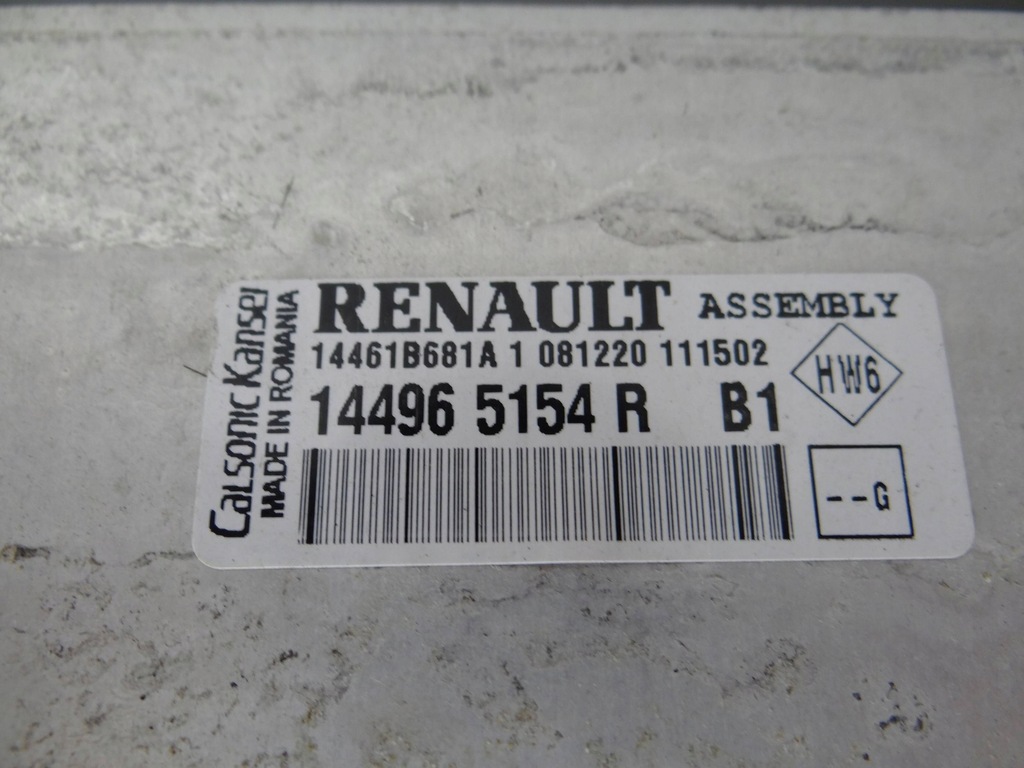 Calsonic Kansei
MADE IN ROMANIA
RENAULT ASSEMBLY
14461B681A 1 081220 111502
14496 5154 R B1
HW6
--G